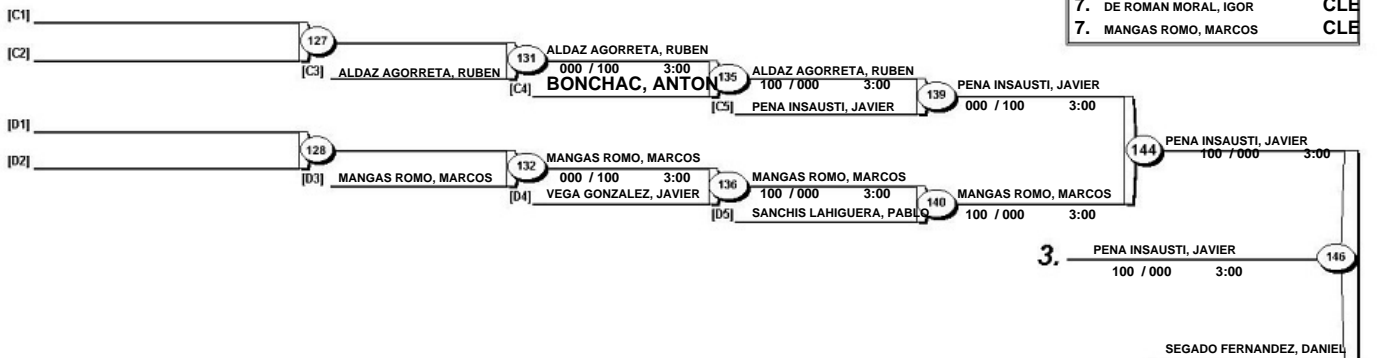 7. DE ROMAN MORAL, IGOR CLE
7. MANGAS ROMO, MARCOS CLE
[C1]
127
[C2]
[C3] ALDAZ AGORRETA, RUBEN
131
ALDAZ AGORRETA, RUBEN
000 / 100 3:00
[C4] BONCHAC, ANTON
135
ALDAZ AGORRETA, RUBEN
100 / 000 3:00
[C5] PENA INSAUSTI, JAVIER
139
PENA INSAUSTI, JAVIER
000 / 100 3:00
[D1]
128
[D2]
[D3] MANGAS ROMO, MARCOS
132
MANGAS ROMO, MARCOS
000 / 100 3:00
[D4] VEGA GONZALEZ, JAVIER
136
MANGAS ROMO, MARCOS
100 / 000 3:00
[D5] SANCHIS LAHIGUERA, PABLO
140
MANGAS ROMO, MARCOS
100 / 000 3:00
144
PENA INSAUSTI, JAVIER
100 / 000 3:00
3. PENA INSAUSTI, JAVIER
100 / 000 3:00
146
SEGADO FERNANDEZ, DANIEL